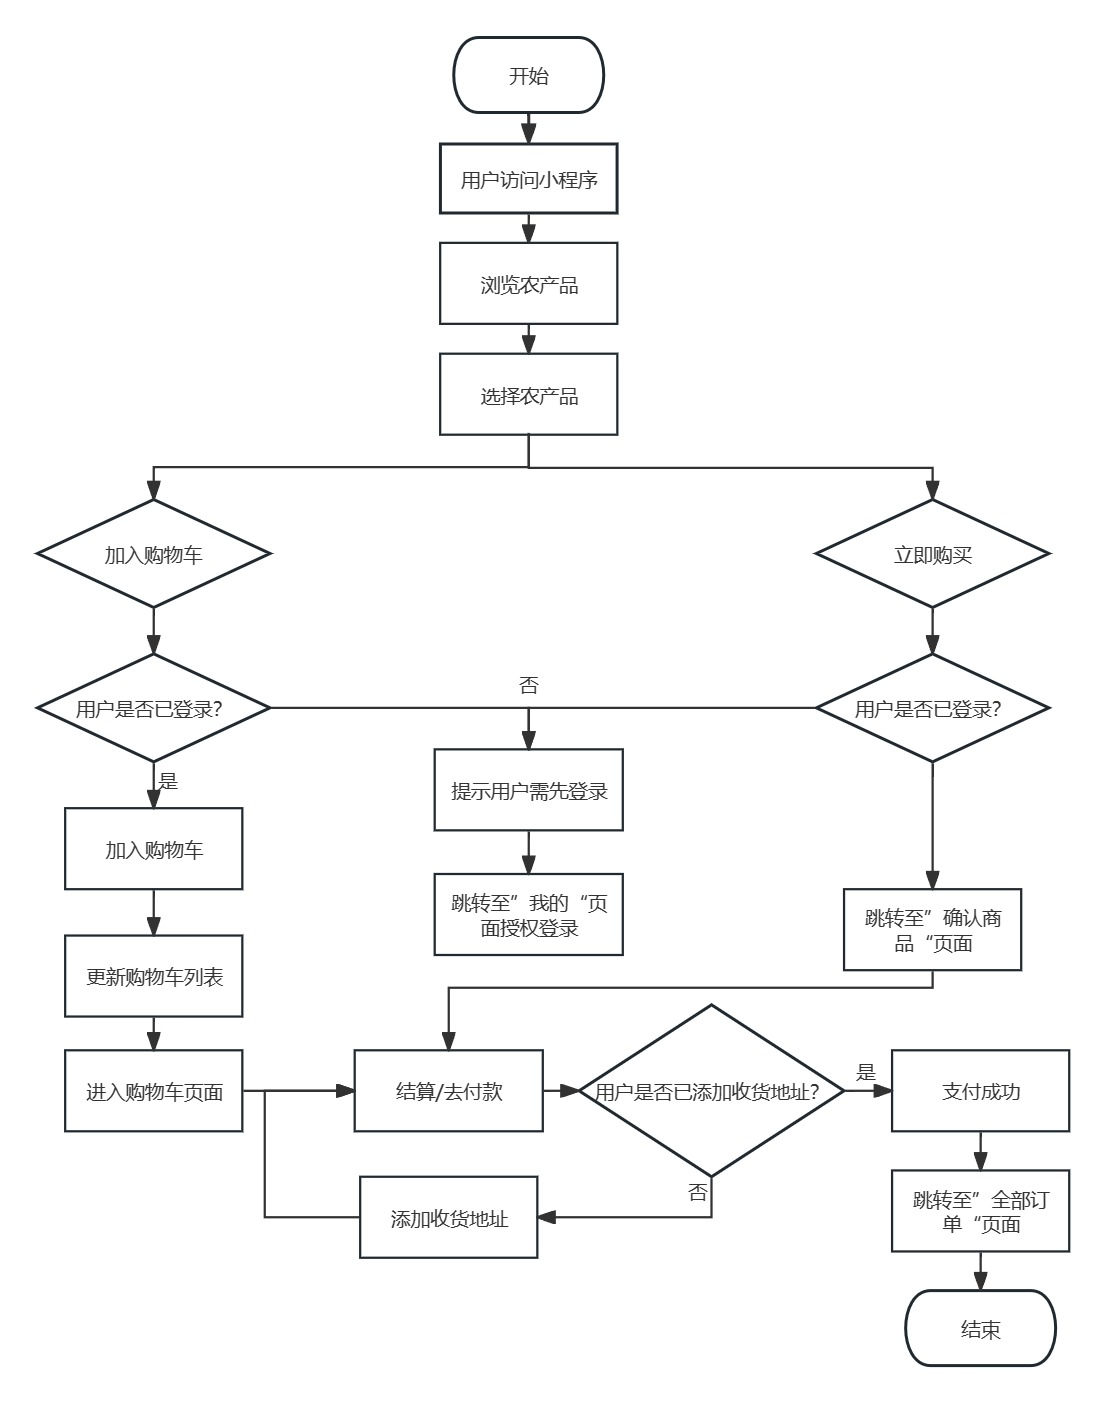 开始
用户访问小程序
浏览农产品
选择农产品
加入购物车
立即购买
用户是否已登录？
否
用户是否已登录？
是
提示用户需先登录
加入购物车
跳转至”我的“页
面授权登录
跳转至”确认商
品“页面
更新购物车列表
进入购物车页面
结算/去付款
用户是否已添加收货地址？
是
支付成功
否
添加收货地址
跳转至”全部订
单“页面
结束